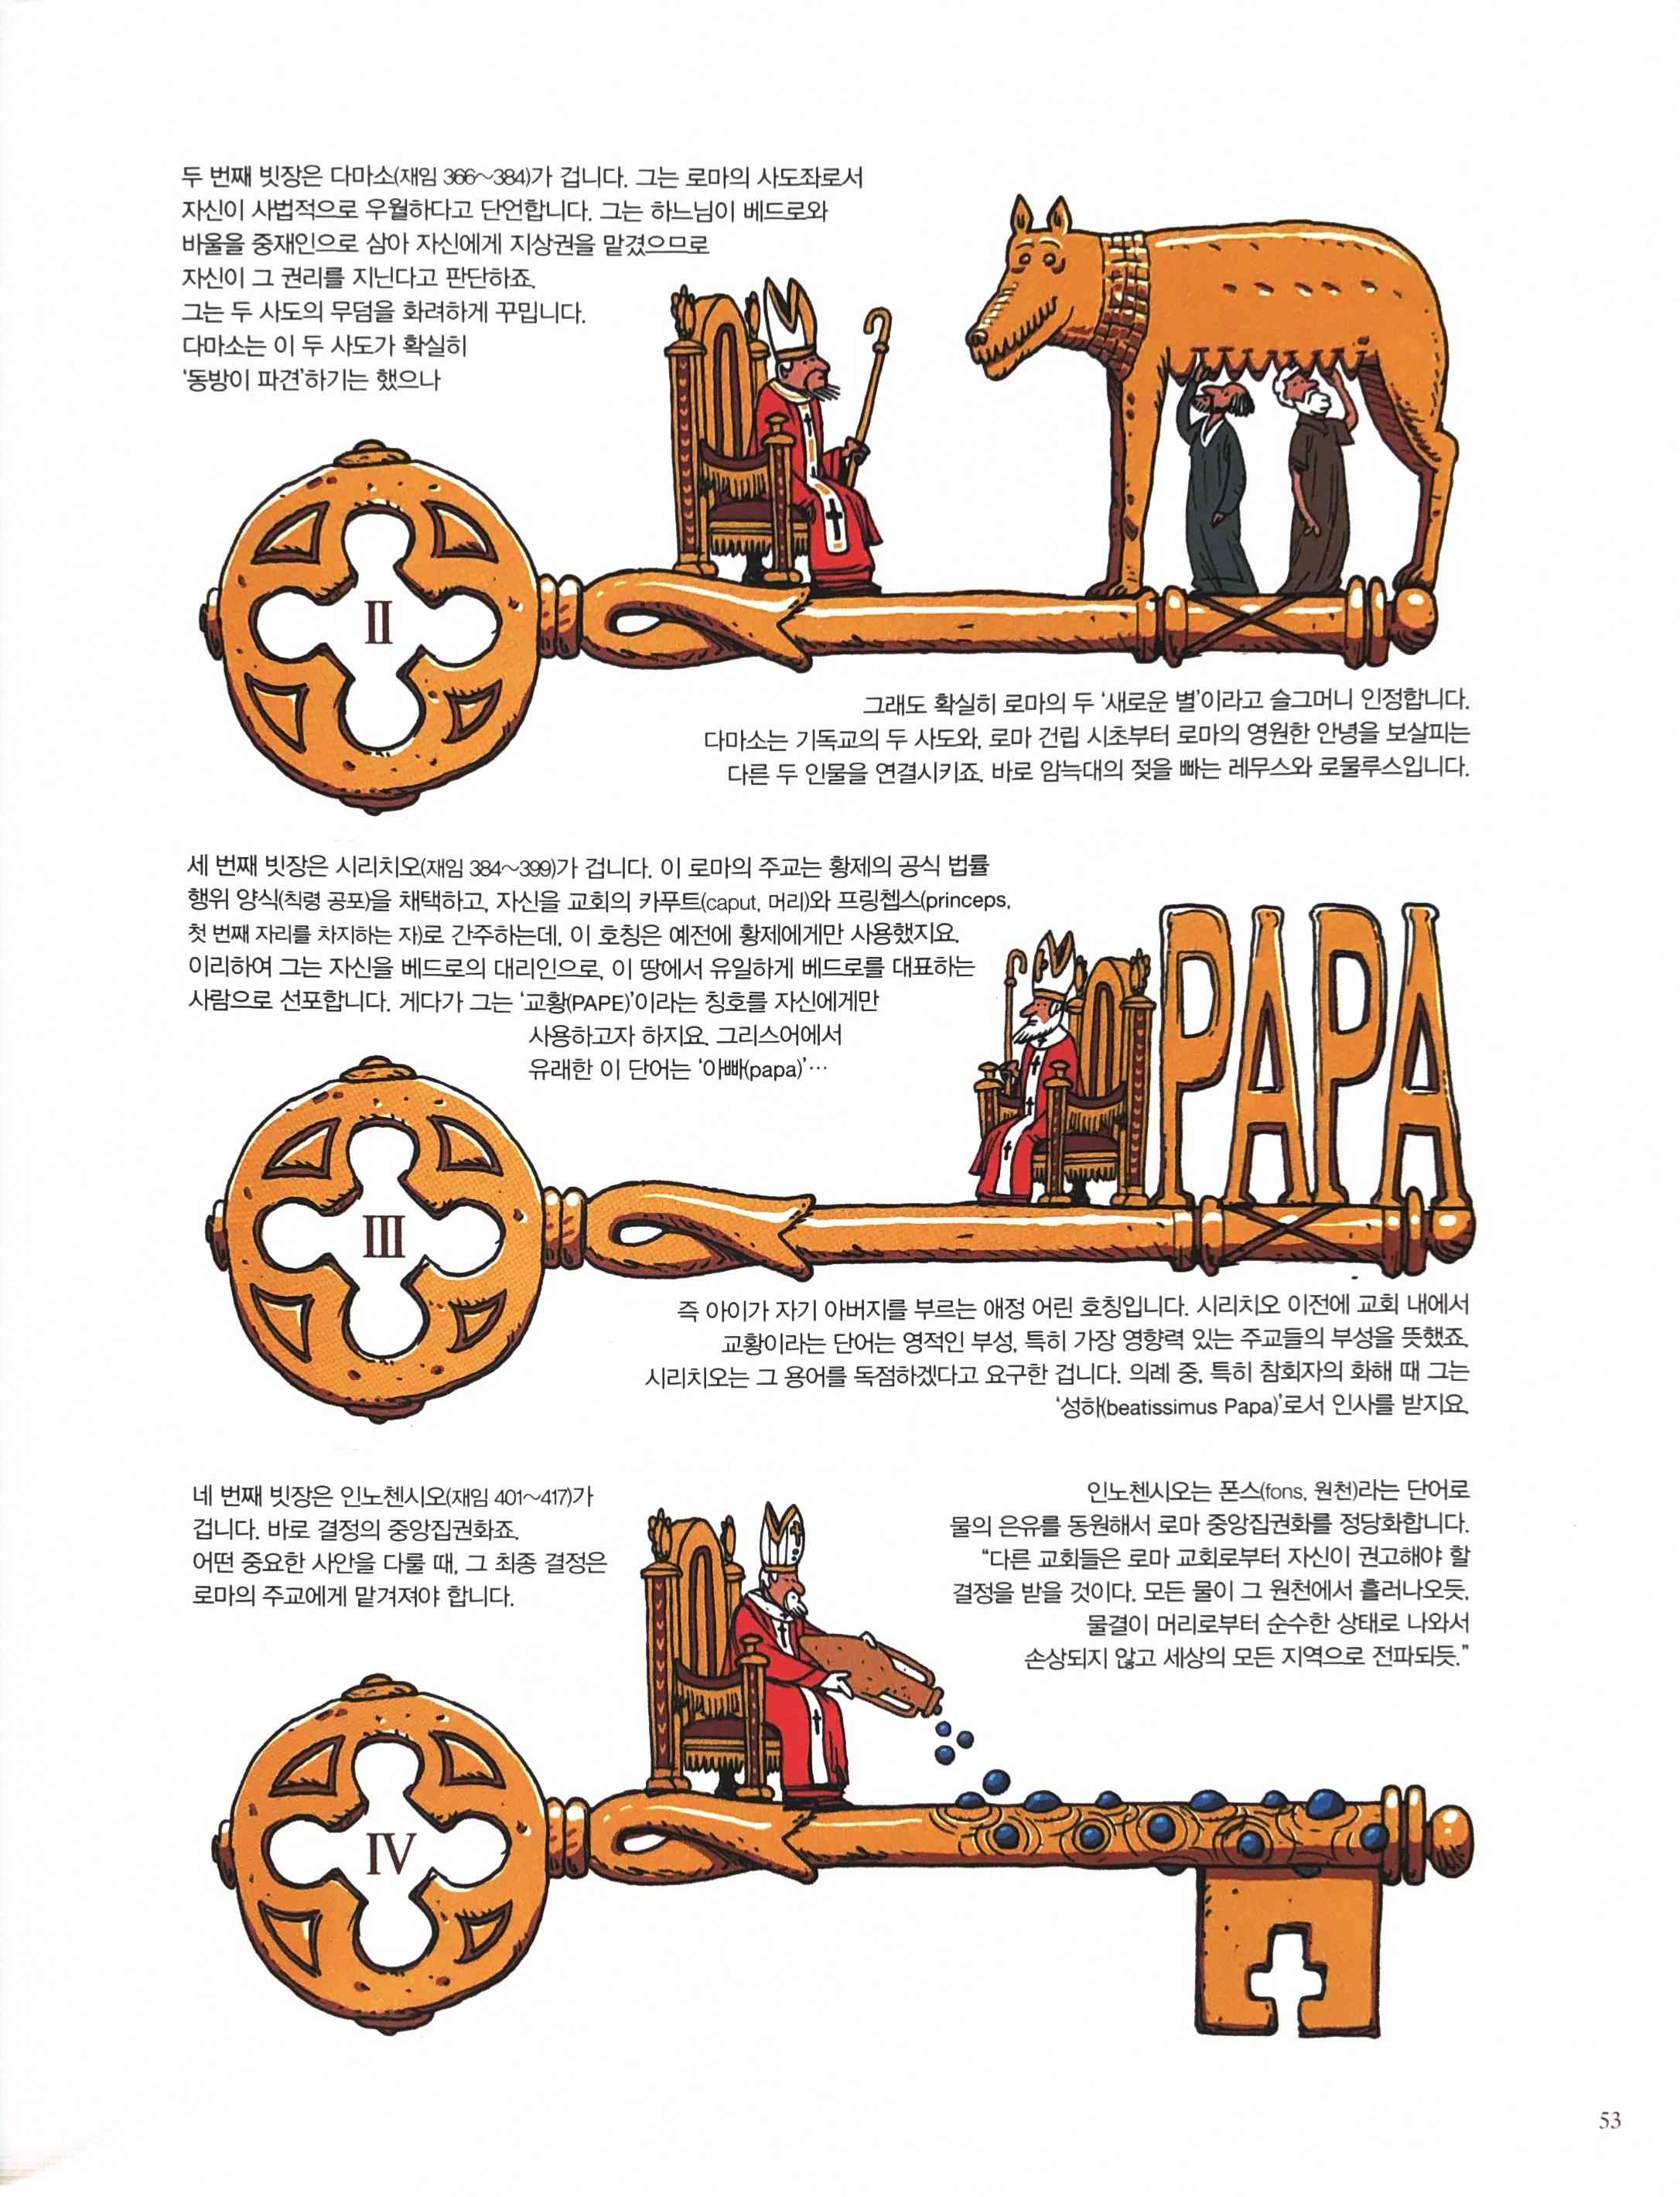 두 번째 빗장은 다마소(재임 366~384)가 겁니다. 그는 로마의 사도좌로서
자신이 사법적으로 우월하다고 단언합니다. 그는 하느님이 베드로와
바울을 중재인으로 삼아 자신에게 지상권을 맡겼으므로
자신이 그 권리를 지닌다고 판단하죠.
그는 두 사도의 무덤을 화려하게 꾸밉니다.
다마소는 이 두 사도가 확실히
‘동방이 파견’하기는 했으나
II
그래도 확실히 로마의 두 ‘새로운 별’이라고 슬그머니 인정합니다.
다마소는 기독교의 두 사도와, 로마 건립 시초부터 로마의 영원한 안녕을 보살피는
다른 두 인물을 연결시키죠. 바로 암늑대의 젖을 빠는 레무스와 로물루스입니다.
세 번째 빗장은 시리치오(재임 384~399)가 겁니다. 이 로마의 주교는 황제의 공식 법률
행위 양식(칙령 공포)을 채택하고, 자신을 교회의 카푸트(caput, 머리)와 프링쳅스(princeps,
첫 번째 자리를 차지하는 자)로 간주하는데, 이 호칭은 예전에 황제에게만 사용했지요.
이리하여 그는 자신을 베드로의 대리인으로, 이 땅에서 유일하게 베드로를 대표하는
사람으로 선포합니다. 게다가 그는 ‘교황(PAPE)’이라는 칭호를 자신에게만
사용하고자 하지요. 그리스어에서
유래한 이 단어는 ‘아빠(papa)’…
PAPA
III
즉 아이가 자기 아버지를 부르는 애정 어린 호칭입니다. 시리치오 이전에 교회 내에서
교황이라는 단어는 영적인 부성, 특히 가장 영향력 있는 주교들의 부성을 뜻했죠.
시리치오는 그 용어를 독점하겠다고 요구한 겁니다. 의례 중, 특히 참회자의 화해 때 그는
‘성하(beatissimus Papa)’로서 인사를 받지요.
네 번째 빗장은 인노첸시오(재임 401~417)가
겁니다. 바로 결정의 중앙집권화죠.
어떤 중요한 사안을 다룰 때, 그 최종 결정은
로마의 주교에게 맡겨져야 합니다.
인노첸시오는 폰스(fons, 원천)라는 단어로
물의 은유를 동원해서 로마 중앙집권화를 정당화합니다.
“다른 교회들은 로마 교회로부터 자신이 권고해야 할
결정을 받을 것이다. 모든 물이 그 원천에서 흘러나오듯,
물결이 머리로부터 순수한 상태로 나와서
손상되지 않고 세상의 모든 지역으로 전파되듯.”
IV
53